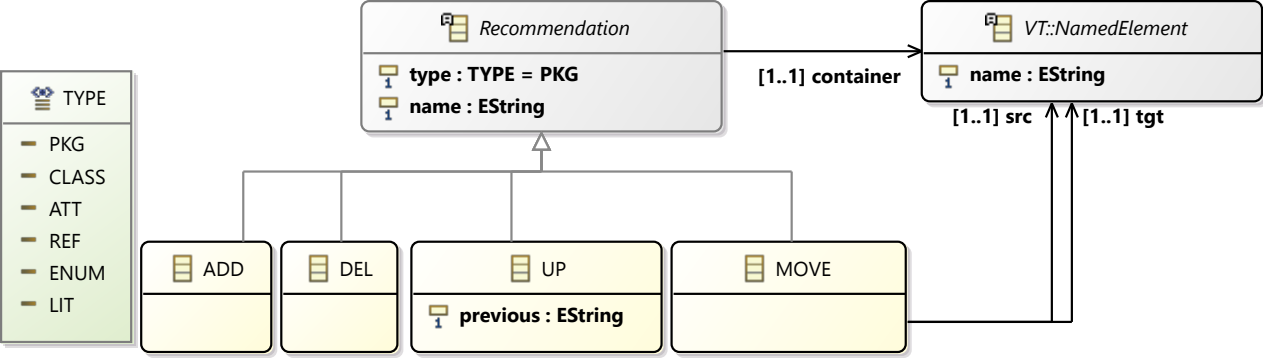 Recommendation
type : TYPE = PKG
name : EString
[1..1] container
VT::NamedElement
name : EString
[1..1] src
[1..1] tgt
TYPE
PKG
CLASS
ATT
REF
ENUM
LIT
ADD
DEL
UP
previous : EString
MOVE